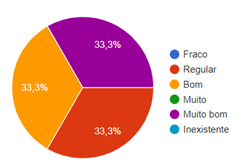 33,3%
33,3%
33,3%
Fraco
Regular
Bom
Muito
Muito bom
Inexistente